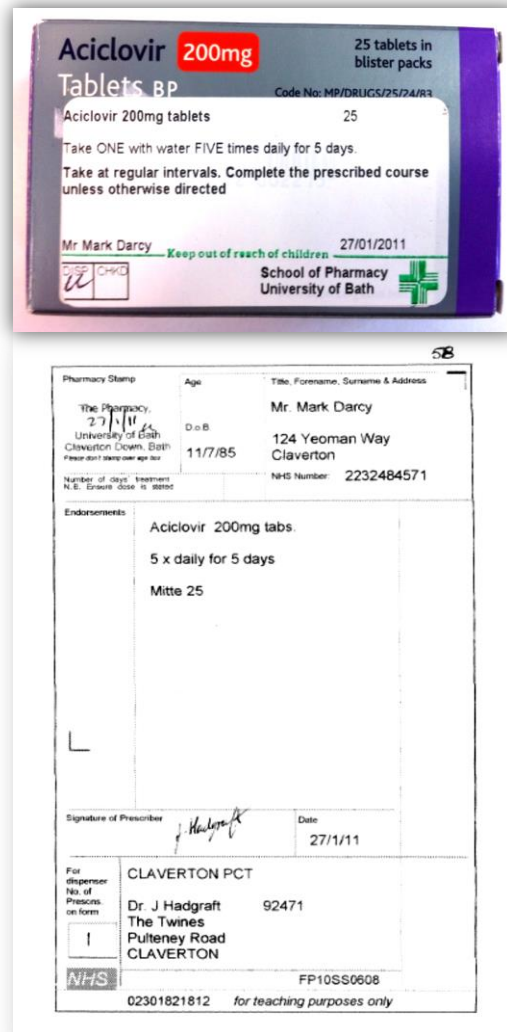 Aciclovir 200mg
Tablets BP
25 tablets in
blister packs
Code No: MP/DRUGS/25/24/83
Aciclovir 200mg tablets 25
Take ONE with water FIVE times daily for 5 days.
Take at regular intervals. Complete the prescribed course
unless otherwise directed
Mr Mark Darcy 27/01/2011
Keep out of reach of children
DISP CHKD
School of Pharmacy
University of Bath
Pharmacy Stamp
The Pharmacy,
27/1/11
University of Bath
Claverton Down, Bath
Please don't stamp over age box
Age
D.o.B.
11/7/85
Title, Forename, Surname & Address
Mr. Mark Darcy
124 Yeoman Way
Claverton
Number of days' treatment
N.B. Ensure dose is stated
NHS Number: 2232484571
Endorsements
Aciclovir 200mg tabs.
5 x daily for 5 days
Mitte 25
Signature of Prescriber
J. Hadgraft
Date
27/1/11
For
dispenser
No. of
Prescns.
on form
1
CLAVERTON PCT
Dr. J Hadgraft 92471
The Twines
Pulteney Road
CLAVERTON
NHS
FP10SS0608
02301821812 for teaching purposes only